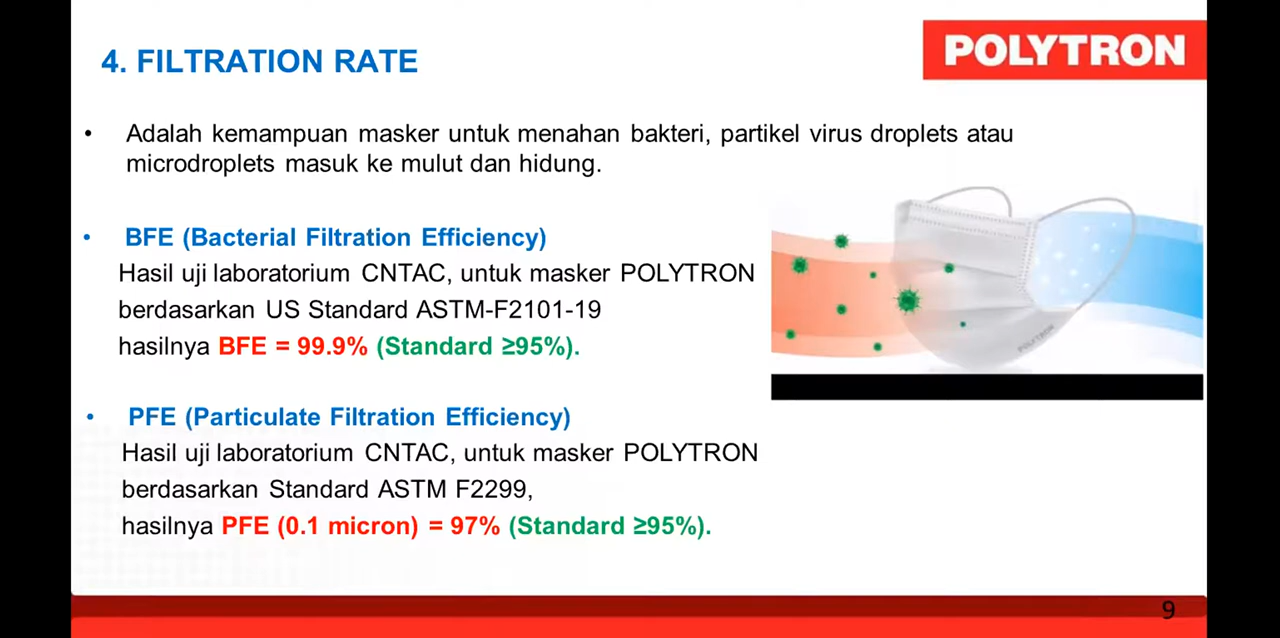 4. FILTRATION RATE
POLYTRON
• Adalah kemampuan masker untuk menahan bakteri, partikel virus droplets atau
microdroplets masuk ke mulut dan hidung.
• BFE (Bacterial Filtration Efficiency)
Hasil uji laboratorium CNTAC, untuk masker POLYTRON
berdasarkan US Standard ASTM-F2101-19
hasilnya BFE = 99.9% (Standard ≥95%).
POLYTRON
• PFE (Particulate Filtration Efficiency)
Hasil uji laboratorium CNTAC, untuk masker POLYTRON
berdasarkan Standard ASTM F2299,
hasilnya PFE (0.1 micron) = 97% (Standard ≥95%).
9